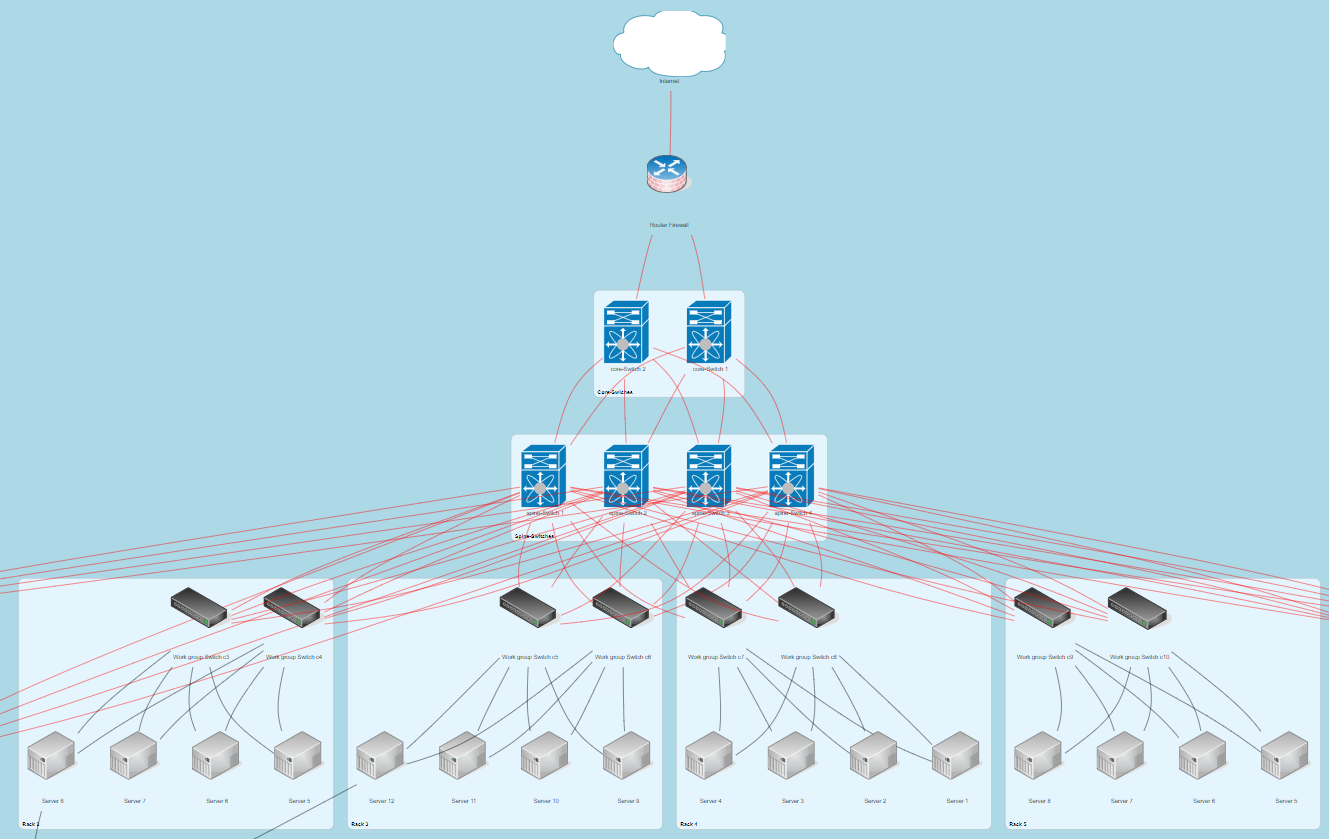 Internet
Router Firewall
core-Switch 2
core-Switch 1
Core-Switches
spine-Switch 1
spine-Switch 2
spine-Switch 3
spine-Switch 4
Spine-Switches
Work group Switch c3
Work group Switch c4
Work group Switch c5
Work group Switch c6
Work group Switch c7
Work group Switch c8
Work group Switch c9
Work group Switch c10
Server 8
Server 7
Server 6
Server 5
Server 12
Server 11
Server 10
Server 9
Server 4
Server 3
Server 2
Server 1
Server 8
Server 7
Server 6
Server 5
Rack
Rack 3
Rack 4
Rack 5